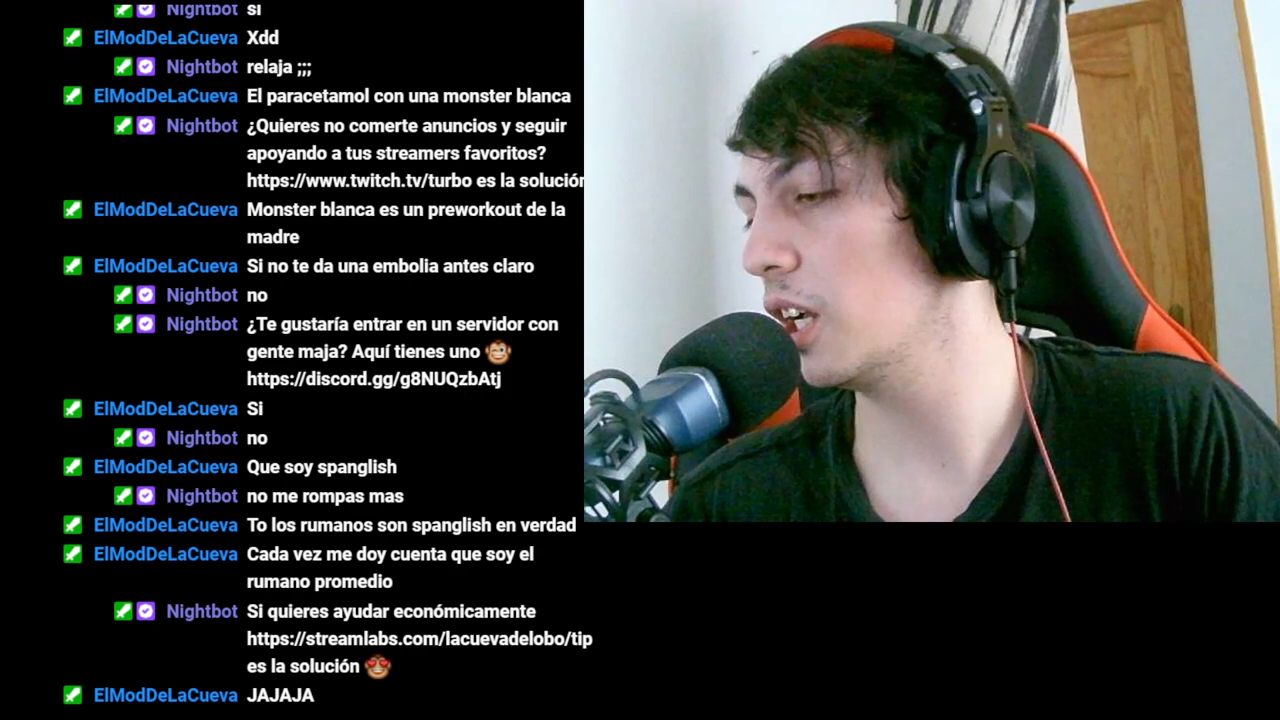 Nightbot si
ElModDeLaCueva Xdd
Nightbot relaja ;;;
ElModDeLaCueva El paracetamol con una monster blanca
Nightbot ¿Quieres no comerte anuncios y seguir
apoyando a tus streamers favoritos?
https://www.twitch.tv/turbo es la solución
ElModDeLaCueva Monster blanca es un preworkout de la
madre
ElModDeLaCueva Si no te da una embolia antes claro
Nightbot no
Nightbot ¿Te gustaría entrar en un servidor con
gente maja? Aquí tienes uno 🐵
https://discord.gg/g8NUQzbAtj
ElModDeLaCueva Si
Nightbot no
ElModDeLaCueva Que soy spanglish
Nightbot no me rompas mas
ElModDeLaCueva To los rumanos son spanglish en verdad
ElModDeLaCueva Cada vez me doy cuenta que soy el
rumano promedio
Nightbot Si quieres ayudar económicamente
https://streamlabs.com/lacuevadelobo/tip
es la solución
ElModDeLaCueva JAJAJA